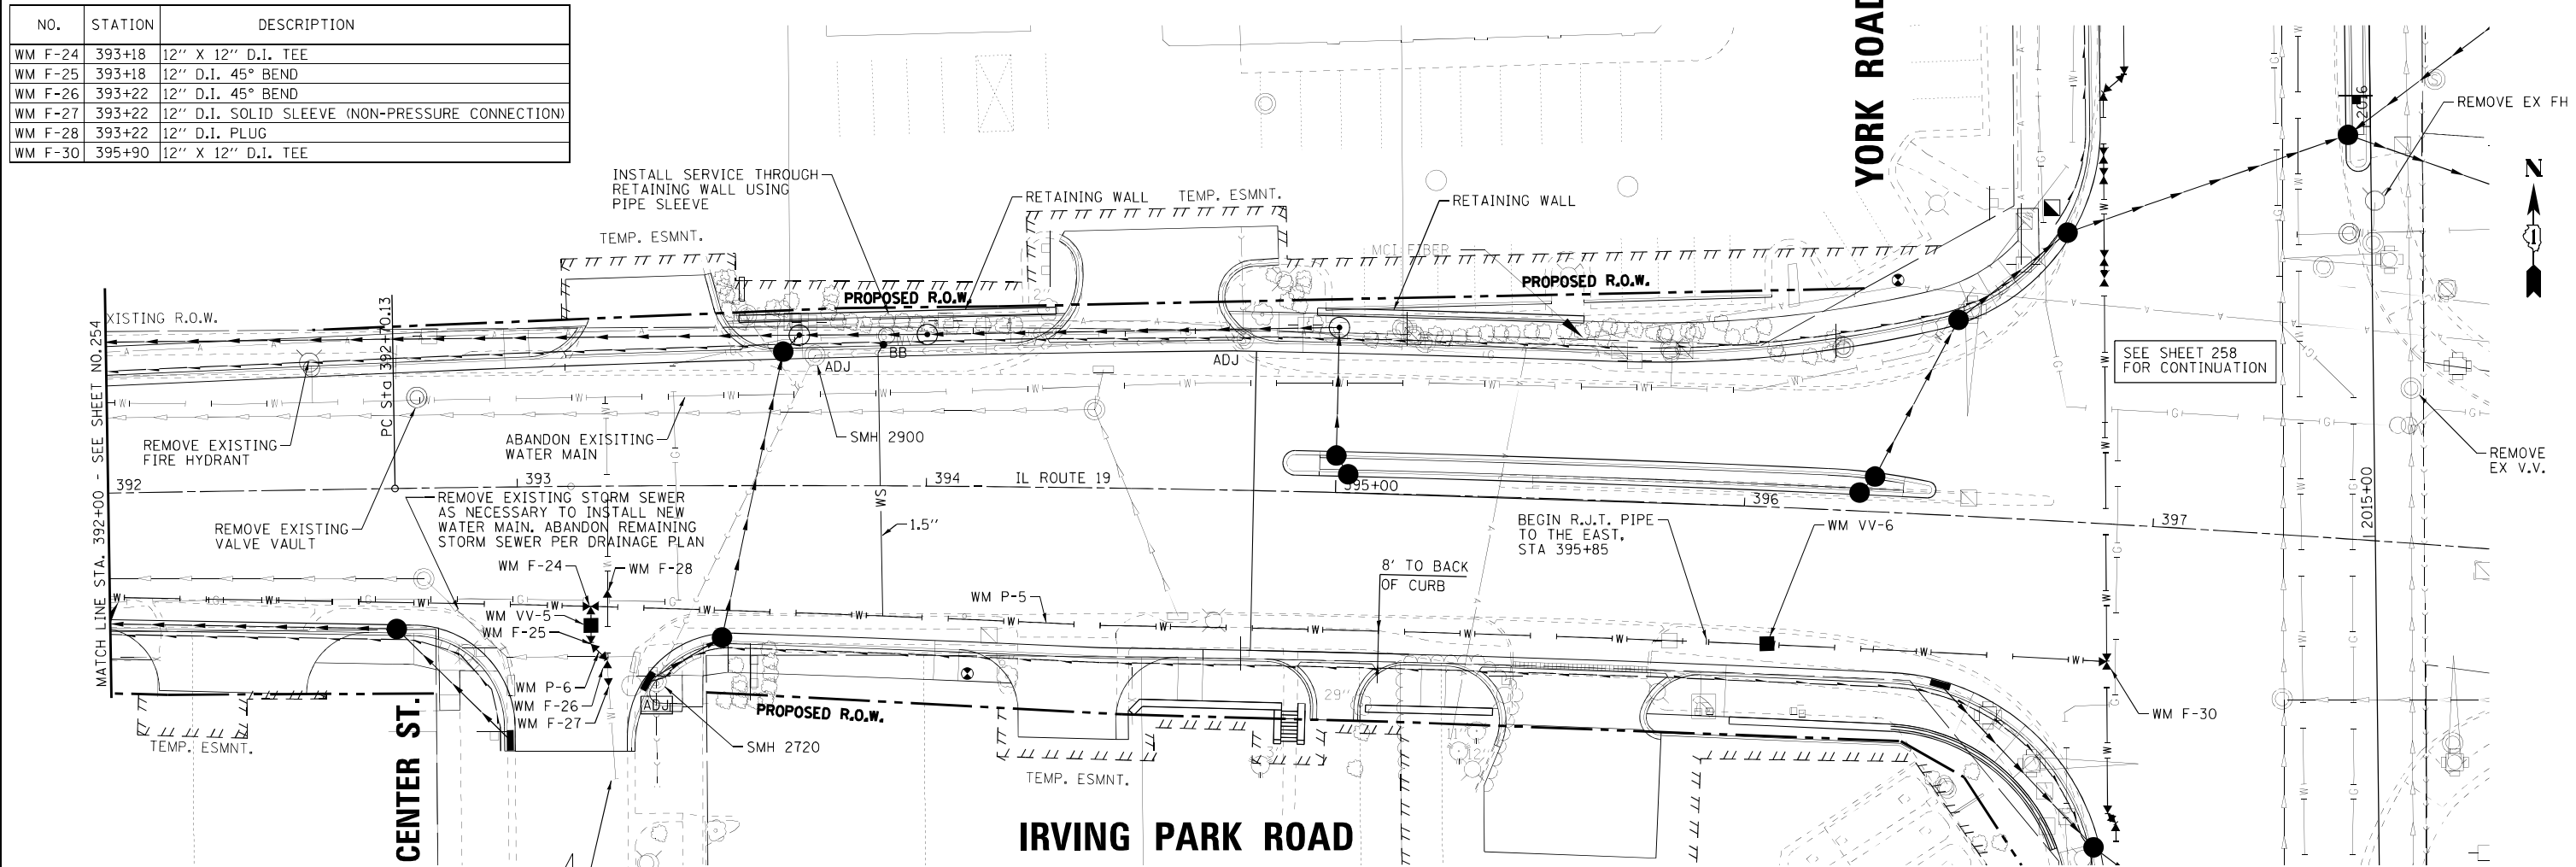 NO. STATION DESCRIPTION
WM F-24 393+18 12'' X 12'' D.I. TEE
WM F-25 393+18 12'' D.I. 45° BEND
WM F-26 393+22 12'' D.I. 45° BEND
WM F-27 393+22 12'' D.I. SOLID SLEEVE (NON-PRESSURE CONNECTION)
WM F-28 393+22 12'' D.I. PLUG
WM F-30 395+90 12'' X 12'' D.I. TEE
YORK ROAD
REMOVE EX FH
N
1
2016
INSTALL SERVICE THROUGH
RETAINING WALL USING
PIPE SLEEVE
RETAINING WALL
TEMP. ESMNT.
RETAINING WALL
TEMP. ESMNT.
MCI FIBER
PROPOSED R.O.W.
PROPOSED R.O.W.
XISTING R.O.W.
MATCH LINE STA. 392+00 - SEE SHEET NO.254
PC Sta 392+70.13
BB
ADJ
ADJ
SEE SHEET 258
FOR CONTINUATION
REMOVE EXISTING
FIRE HYDRANT
ABANDON EXISITING
WATER MAIN
SMH 2900
REMOVE
EX V.V.
392
393
394
IL ROUTE 19
395+00
396
397
2015+00
REMOVE EXISTING STORM SEWER
AS NECESSARY TO INSTALL NEW
WATER MAIN. ABANDON REMAINING
STORM SEWER PER DRAINAGE PLAN
REMOVE EXISTING
VALVE VAULT
WS
1.5''
BEGIN R.J.T. PIPE
TO THE EAST,
STA 395+85
WM VV-6
WM F-24
WM F-28
8' TO BACK
OF CURB
WM P-5
WM VV-5
WM F-25
WM P-6
WM F-26
WM F-27
ADJ
29''
PROPOSED R.O.W.
WM F-30
SMH 2720
TEMP. ESMNT.
TEMP. ESMNT.
CENTER ST.
IRVING PARK ROAD